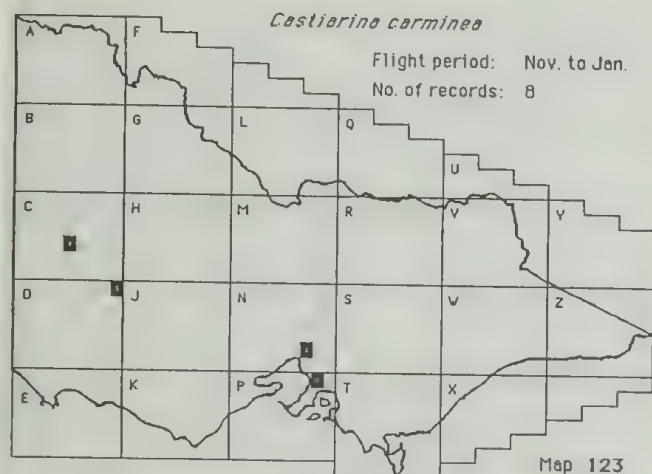 Castiarina carminea
Flight period: Nov. to Jan.
No. of records: 8
A F
B G L Q
U
C H M R V Y
D J N S W Z
E K P T X
Map 123